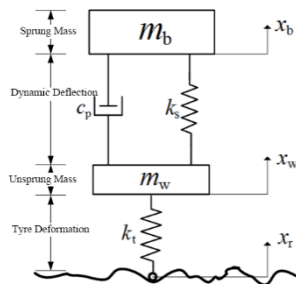 Sprung Mass
m_b
x_b
Dynamic Deflection
c_p
k_s
x_w
Unsprung Mass
m_w
Tyre Deformation
k_t
x_r